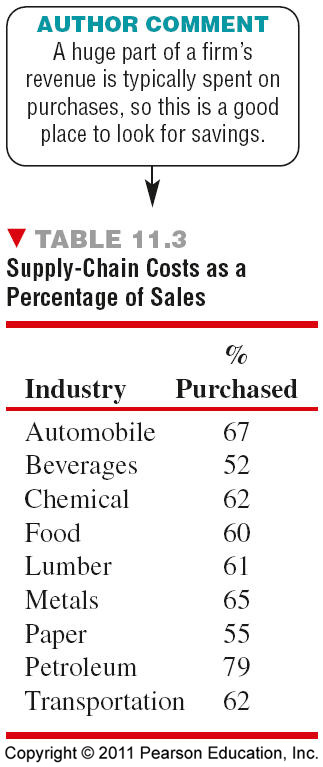 AUTHOR COMMENT
A huge part of a firm's
revenue is typically spent on
purchases, so this is a good
place to look for savings.
▼ TABLE 11.3
Supply-Chain Costs as a
Percentage of Sales
%
Industry Purchased
Automobile 67
Beverages 52
Chemical 62
Food 60
Lumber 61
Metals 65
Paper 55
Petroleum 79
Transportation 62
Copyright © 2011 Pearson Education, Inc.